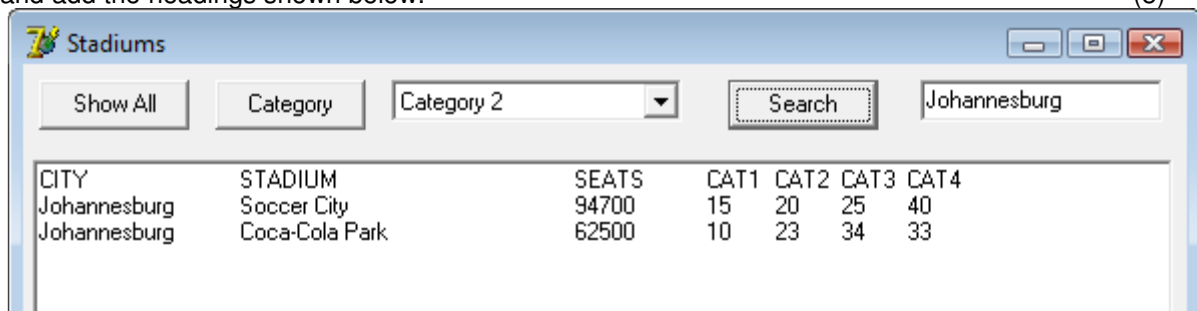 and add the headings shown below.
Stadiums
Show All Category Category 2 Search Johannesburg
CITY STADIUM SEATS CAT1 CAT2 CAT3 CAT4
Johannesburg Soccer City 94700 15 20 25 40
Johannesburg Coca-Cola Park 62500 10 23 34 33